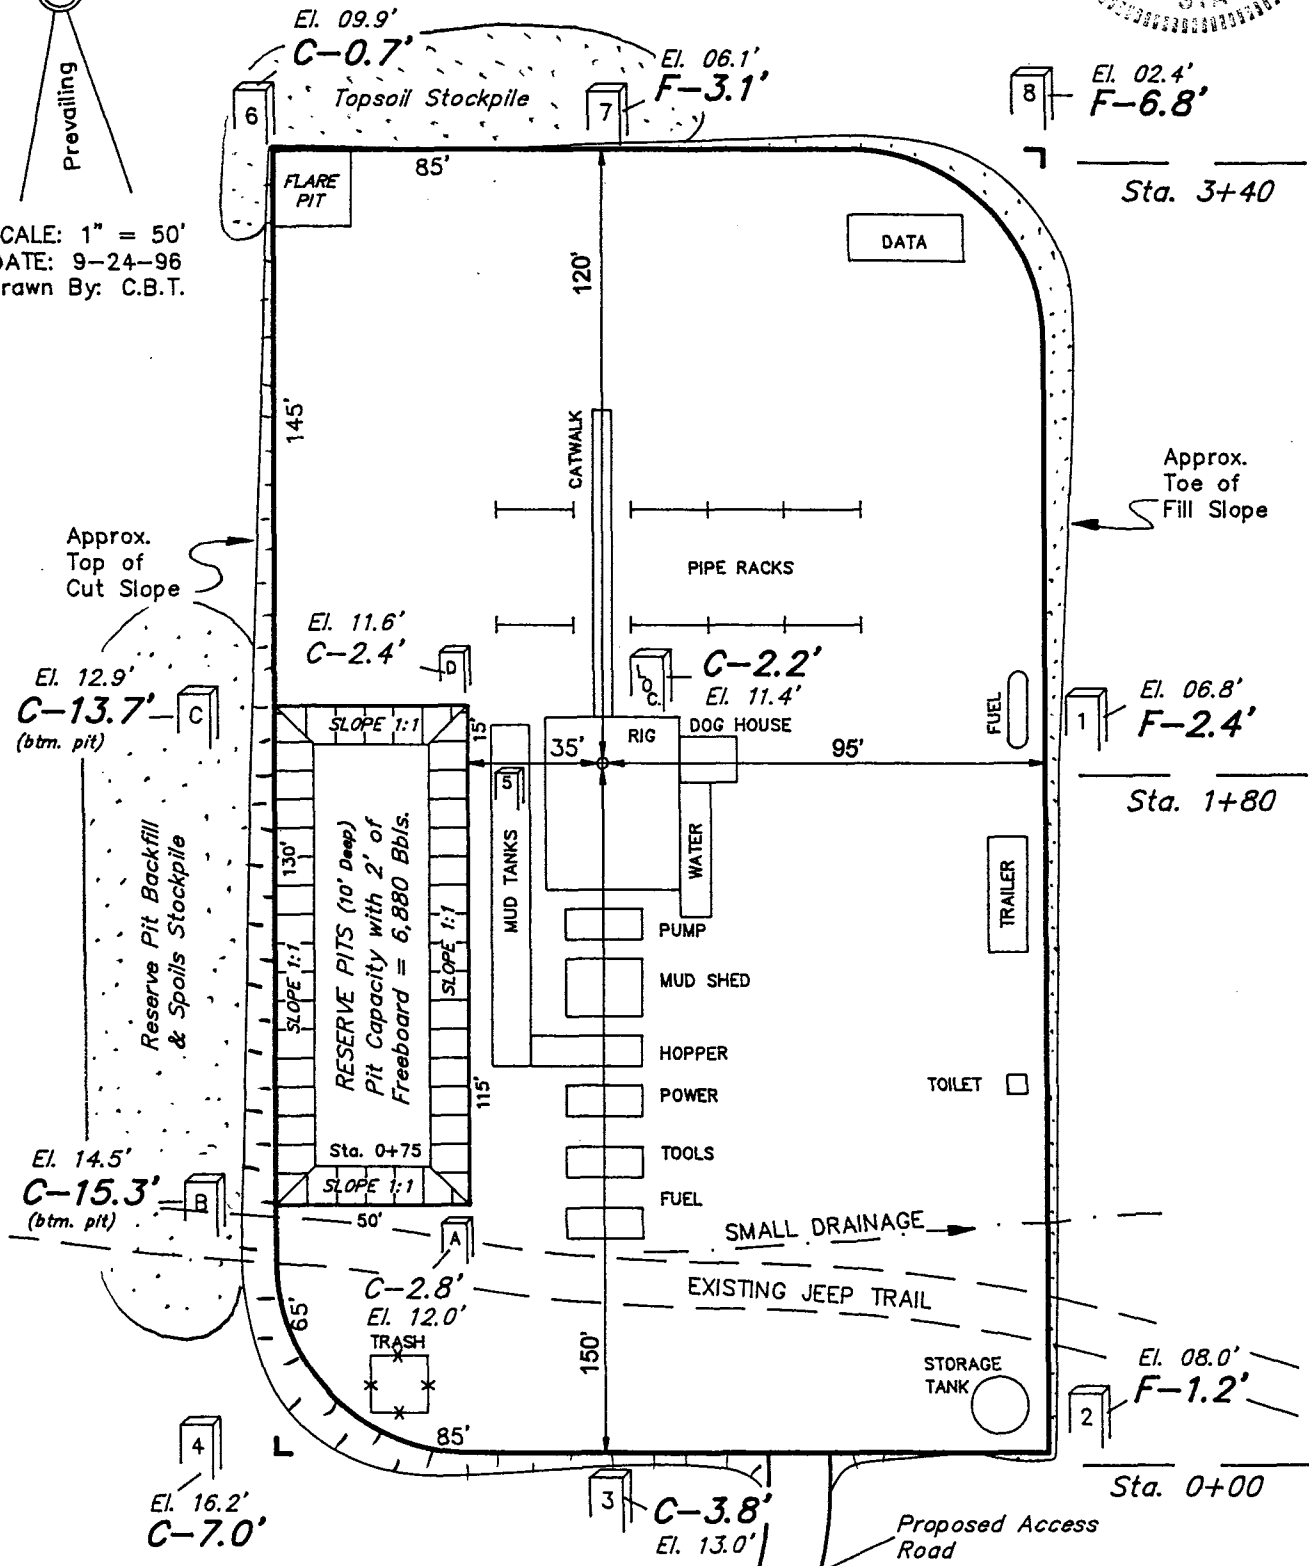 El. 09.9'
C-0.7'
El. 06.1'
F-3.1'
El. 02.4'
F-6.8'
6
7
8
Topsoil Stockpile
Prevailing
85'
FLARE
PIT
Sta. 3+40
CALE: 1" = 50'
DATE: 9-24-96
rawn By: C.B.T.
DATA
120'
145'
CATWALK
Approx.
Toe of
Fill Slope
Approx.
Top of
Cut Slope
PIPE RACKS
El. 11.6'
C-2.4'
D
LOC.
C-2.2'
El. 11.4'
El. 12.9'
C-13.7'
(btm. pit)
C
SLOPE 1:1
15'
RIG
DOG HOUSE
FUEL
1
El. 06.8'
F-2.4'
35'
95'
5
Sta. 1+80
Reserve Pit Backfill
& Spoils Stockpile
130'
SLOPE 1:1
RESERVE PITS (10' Deep)
Pit Capacity with 2' of
Freeboard = 6,880 Bbls.
SLOPE 1:1
MUD TANKS
WATER
TRAILER
PUMP
MUD SHED
HOPPER
115'
POWER
TOILET
TOOLS
FUEL
Sta. 0+75
SLOPE 1:1
El. 14.5'
C-15.3'
(btm. pit)
B
50'
A
SMALL DRAINAGE
C-2.8'
El. 12.0'
EXISTING JEEP TRAIL
65'
TRASH
150'
STORAGE
TANK
El. 08.0'
F-1.2'
2
85'
4
El. 16.2'
C-7.0'
3
C-3.8'
El. 13.0'
Sta. 0+00
Proposed Access
Road